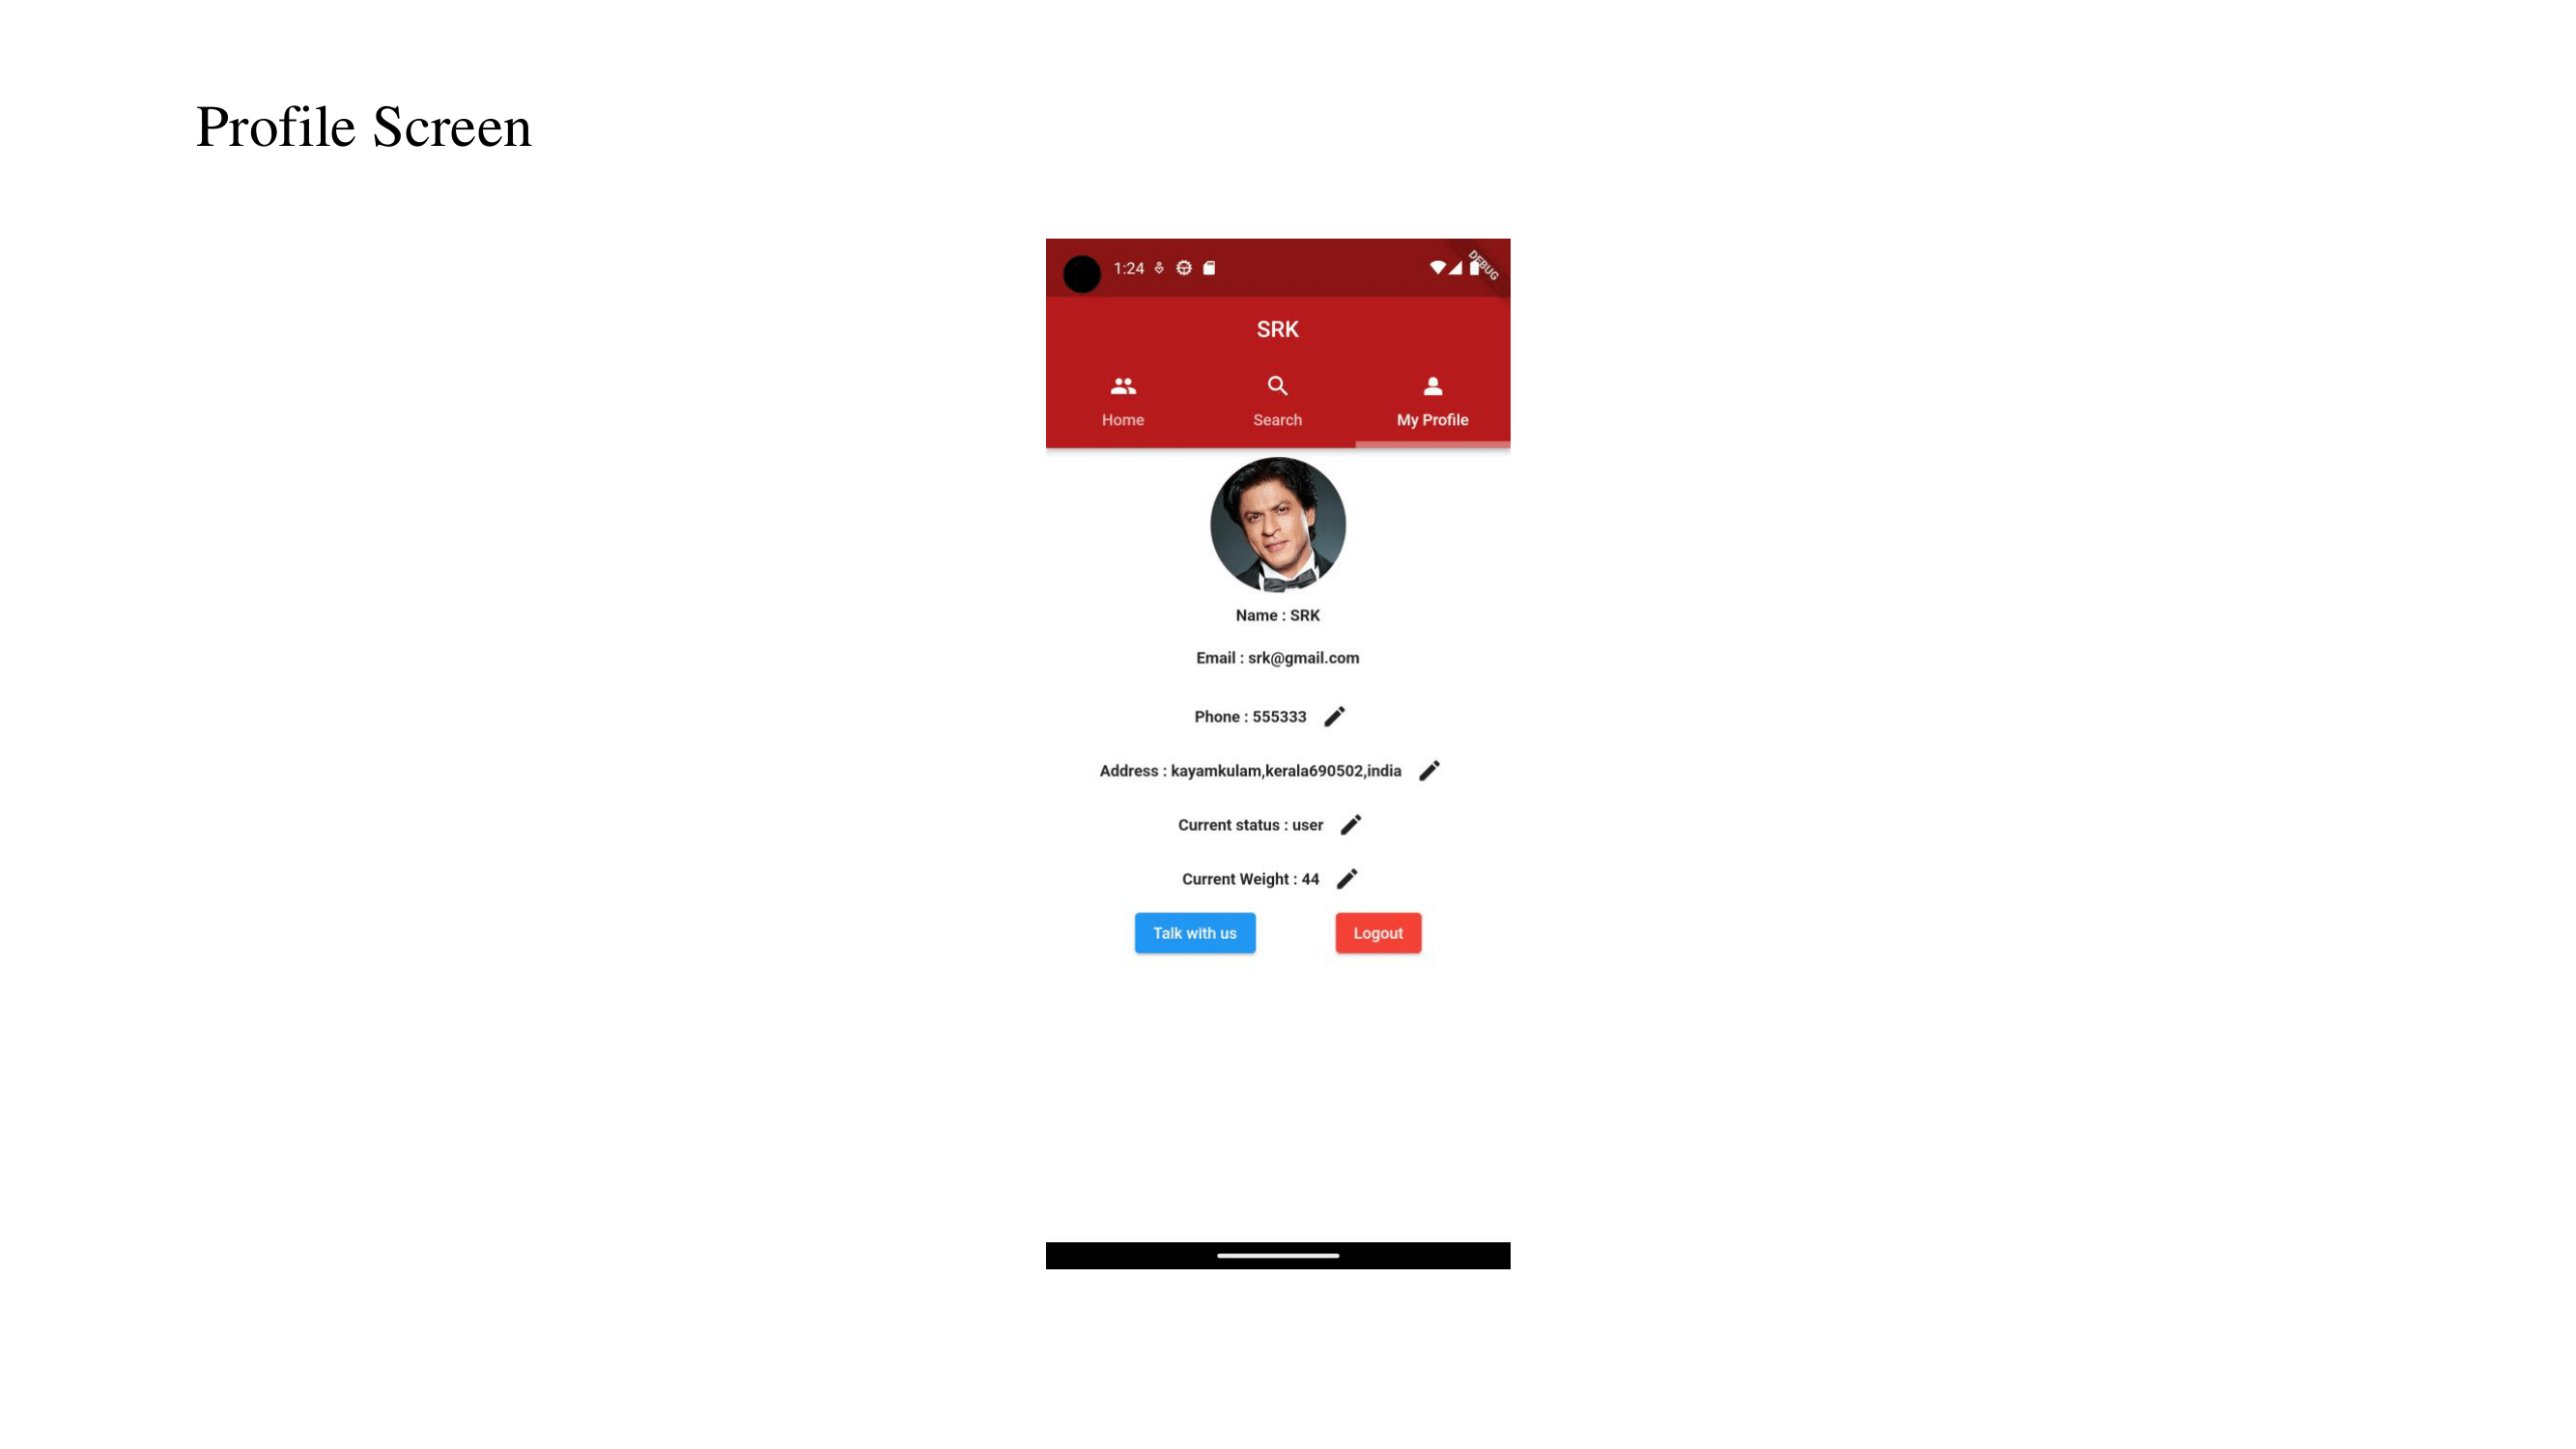 Profile Screen
1:24
DEBUG
SRK
Home Search My Profile
Name : SRK
Email : srk@gmail.com
Phone : 555333
Address : kayamkulam,kerala690502,india
Current status : user
Current Weight : 44
Talk with us Logout